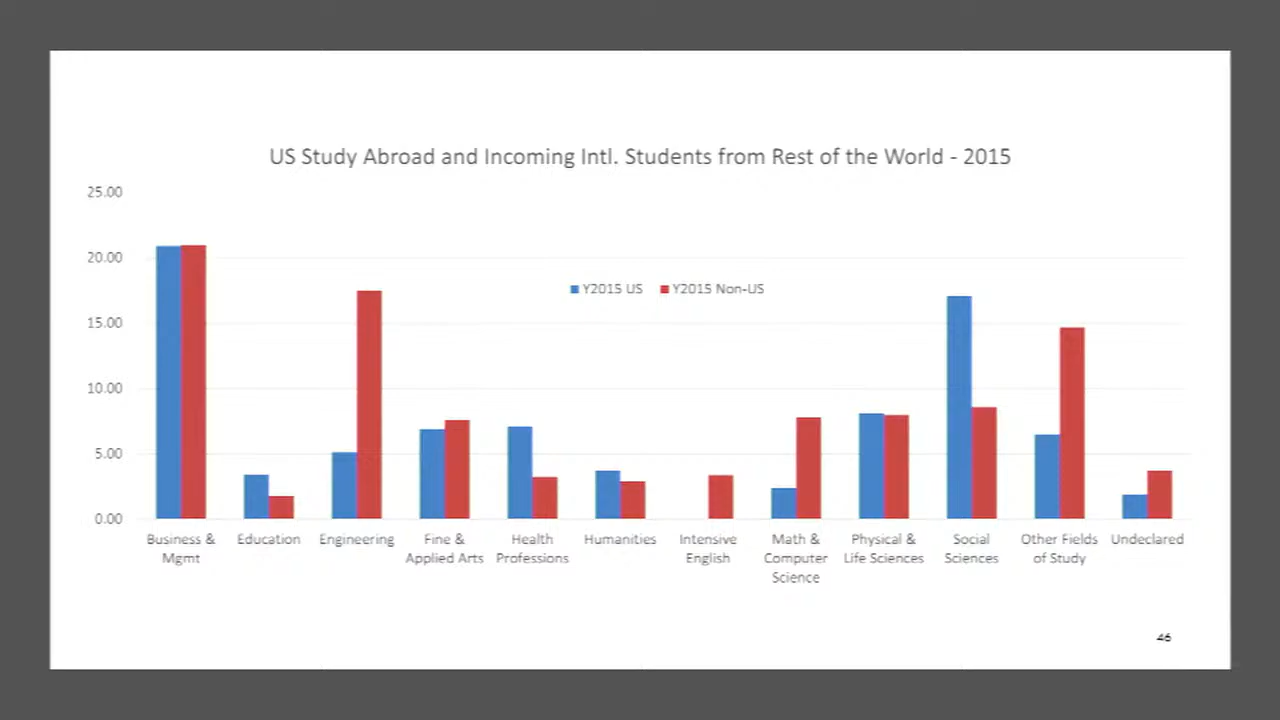 US Study Abroad and Incoming Intl. Students from Rest of the World - 2015
25.00
20.00
15.00
10.00
5.00
0.00
Y2015 US
Y2015 Non-US
Business &
Mgmt
Education
Engineering
Fine &
Applied Arts
Health
Professions
Humanities
Intensive
English
Math &
Computer
Science
Physical &
Life Sciences
Social
Sciences
Other Fields
of Study
Undeclared
46